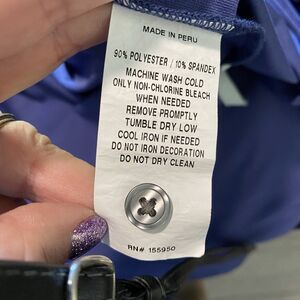 MADE IN PERU
90% POLYESTER / 10% SPANDEX
MACHINE WASH COLD
ONLY NON-CHLORINE BLEACH
WHEN NEEDED
REMOVE PROMPTLY
TUMBLE DRY LOW
COOL IRON IF NEEDED
DO NOT IRON DECORATION
DO NOT DRY CLEAN
RN# 155950